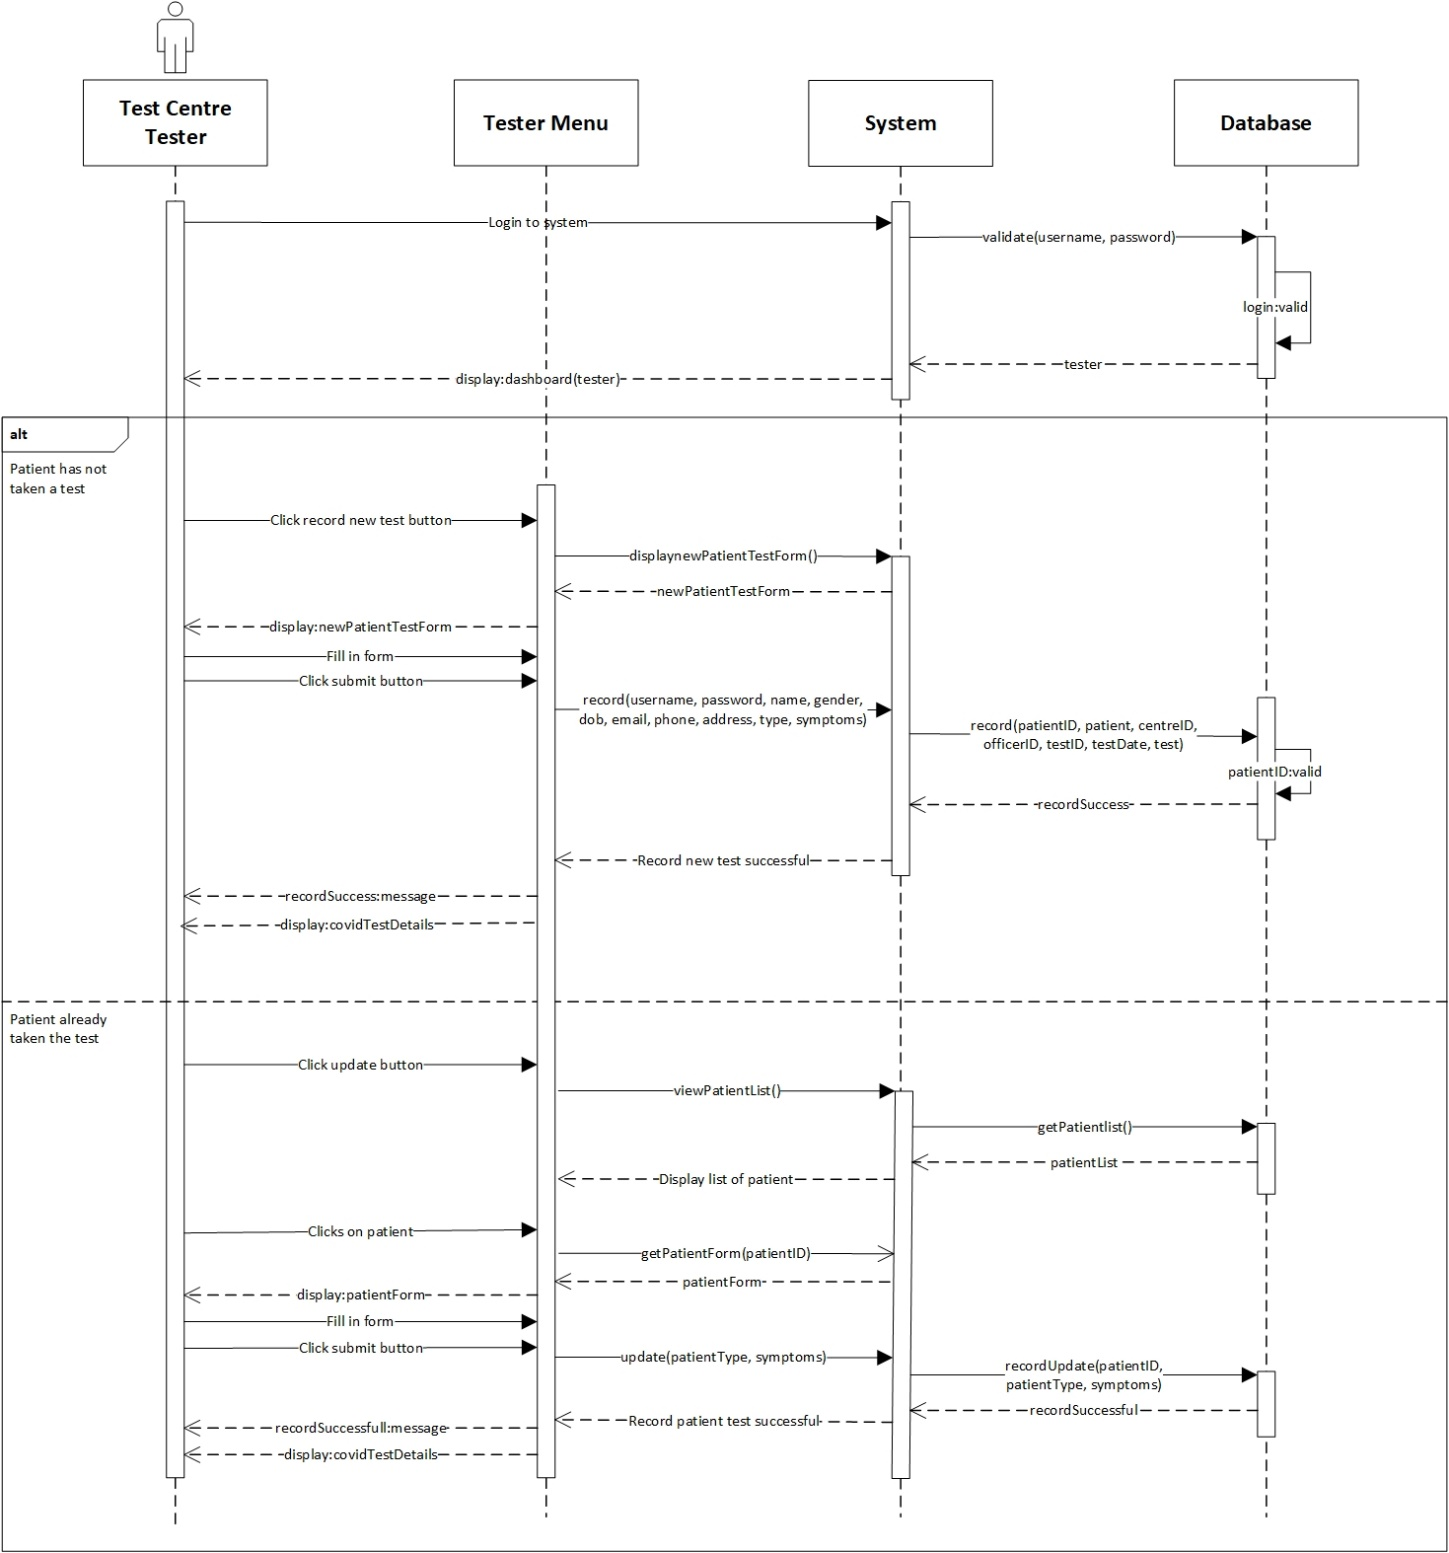 Test Centre
Tester
Tester Menu
System
Database
Login to system
validate(username, password)
login:valid
tester
display:dashboard(tester)
alt
Patient has not
taken a test
Click record new test button
displaynewPatientTestForm()
newPatientTestForm
display:newPatientTestForm
Fill in form
Click submit button
record(username, password, name, gender,
dob, email, phone, address, type, symptoms)
record(patientID, patient, centreID,
officerID, testID, testDate, test)
patientID:valid
recordSuccess
Record new test successful
recordSuccess:message
display:covidTestDetails
Patient already
taken the test
Click update button
viewPatientList()
getPatientlist()
patientList
Display list of patient
Clicks on patient
getPatientForm(patientID)
patientForm
display:patientForm
Fill in form
Click submit button
update(patientType, symptoms)
recordUpdate(patientID,
patientType, symptoms)
recordSuccessful
Record patient test successful
recordSuccessfull:message
display:covidTestDetails